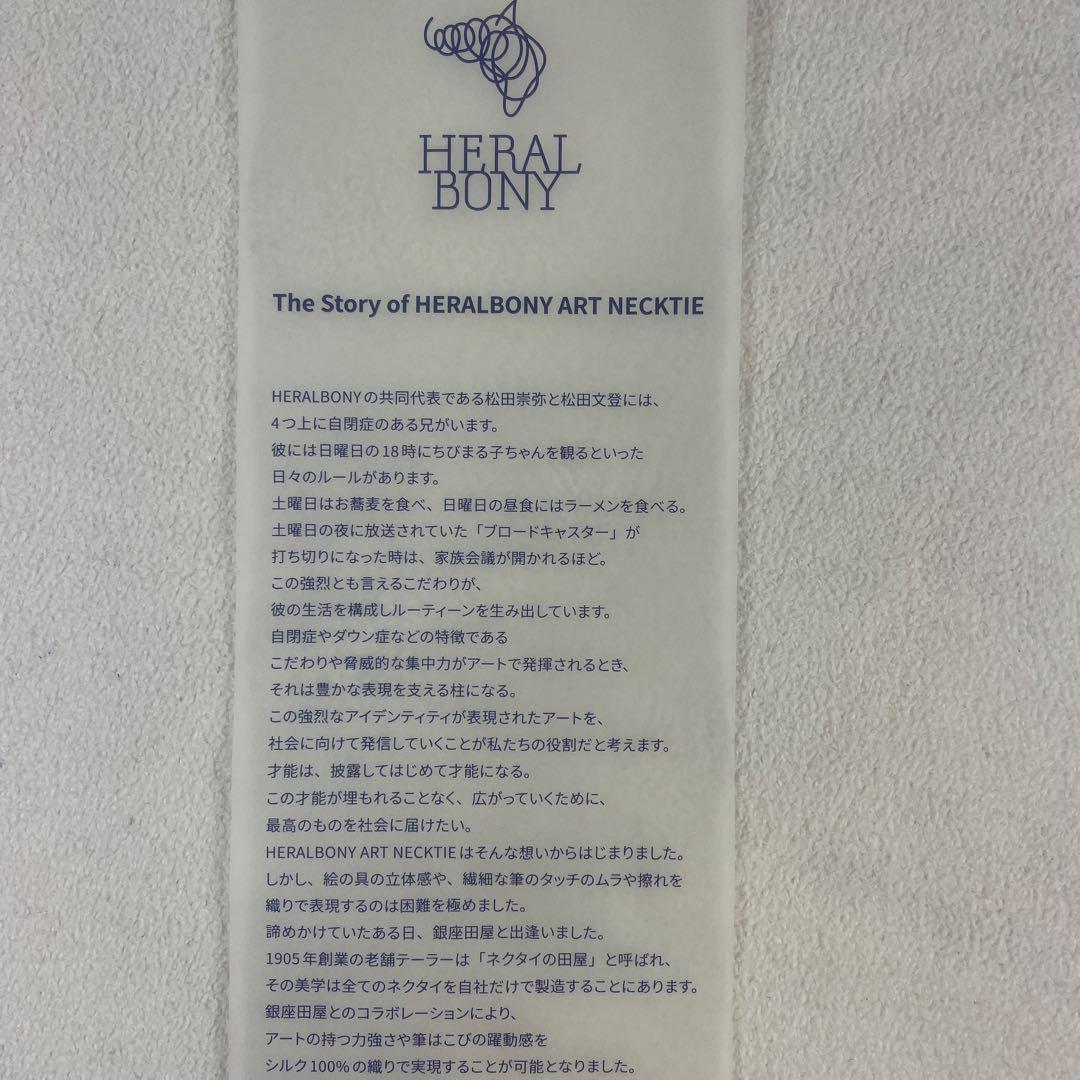 HERAL
BONY
The Story of HERALBONY ART NECKTIE
HERALBONYの共同代表である松田崇弥と松田文登には、
4つ上に自閉症のある兄がいます。
彼には日曜日の18時にちびまる子ちゃんを観るといった
日々のルールがあります。
土曜日はお蕎麦を食べ、日曜日の昼食にはラーメンを食べる。
土曜日の夜に放送されていた「ブロードキャスター」が
打ち切りになった時は、家族会議が開かれるほど。
この強烈とも言えるこだわりが、
彼の生活を構成しルーティーンを生み出しています。
自閉症やダウン症などの特徴である
こだわりや脅威的な集中力がアートで発揮されるとき、
それは豊かな表現を支える柱になる。
この強烈なアイデンティティが表現されたアートを、
社会に向けて発信していくことが私たちの役割だと考えます。
才能は、披露してはじめて才能になる。
この才能が埋もれることなく、広がっていくために、
最高のものを社会に届けたい。
HERALBONY ART NECKTIEはそんな想いからはじまりました。
しかし、絵の具の立体感や、繊細な筆のタッチのムラや擦れを
織りで表現するのは困難を極めました。
諦めかけていたある日、銀座田屋と出逢いました。
1905年創業の老舗テーラーは「ネクタイの田屋」と呼ばれ、
その美学は全てのネクタイを自社だけで製造することにあります。
銀座田屋とのコラボレーションにより、
アートの持つ力強さや筆はこびの躍動感を
シルク100%の織りで実現することが可能となりました。